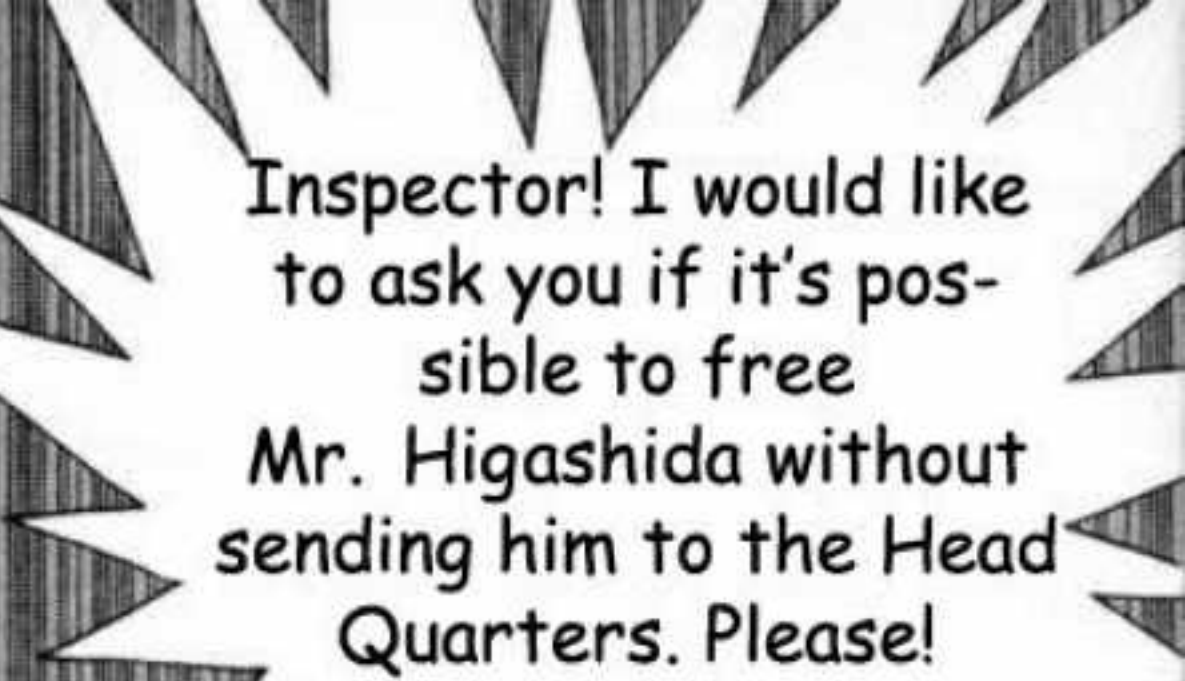 Inspector! I would like
to ask you if it's pos-
sible to free
Mr. Higashida without
sending him to the Head
Quarters. Please!